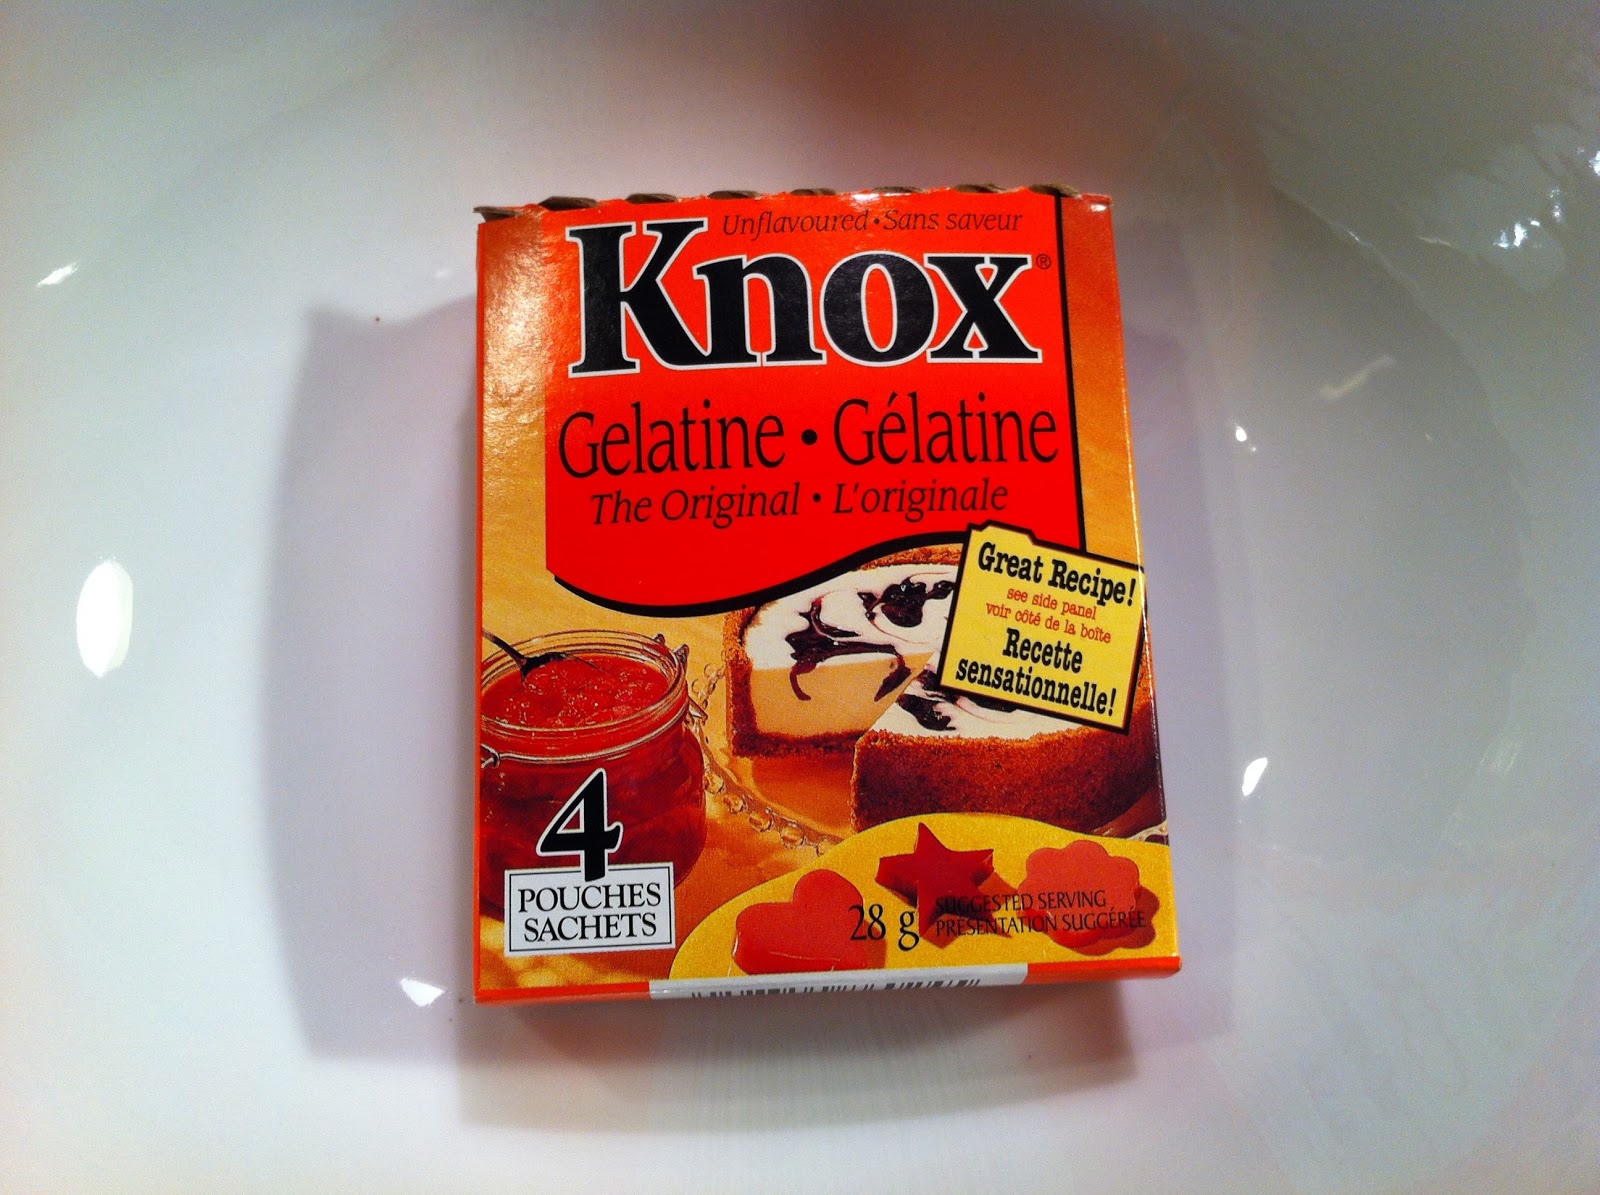 Unflavoured • Sans saveur
Knox®
Gelatine • Gélatine
The Original • L'originale
Great Recipe!
see side panel
voir côté de la boîte
Recette
sensationnelle!
4
POUCHES
SACHETS
28 g
SUGGESTED SERVING
PRÉSENTATION SUGGÉRÉE